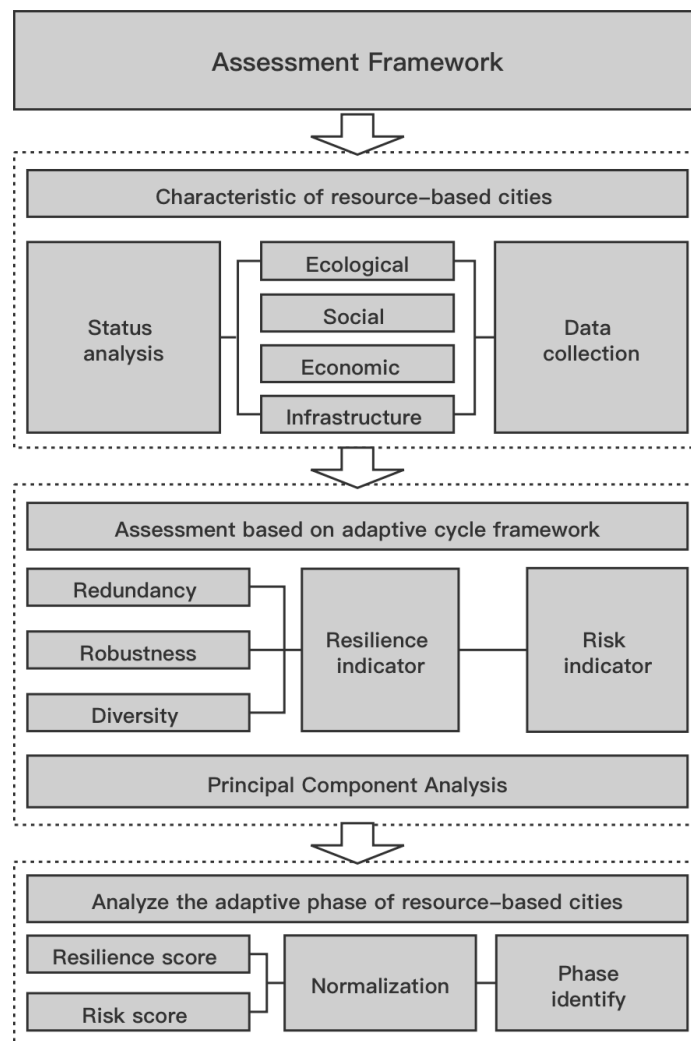 Assessment Framework
Characteristic of resource-based cities
Status
analysis
Ecological
Social
Economic
Infrastructure
Data
collection
Assessment based on adaptive cycle framework
Redundancy
Robustness
Diversity
Resilience
indicator
Risk
indicator
Principal Component Analysis
Analyze the adaptive phase of resource-based cities
Resilience score
Risk score
Normalization
Phase
identify